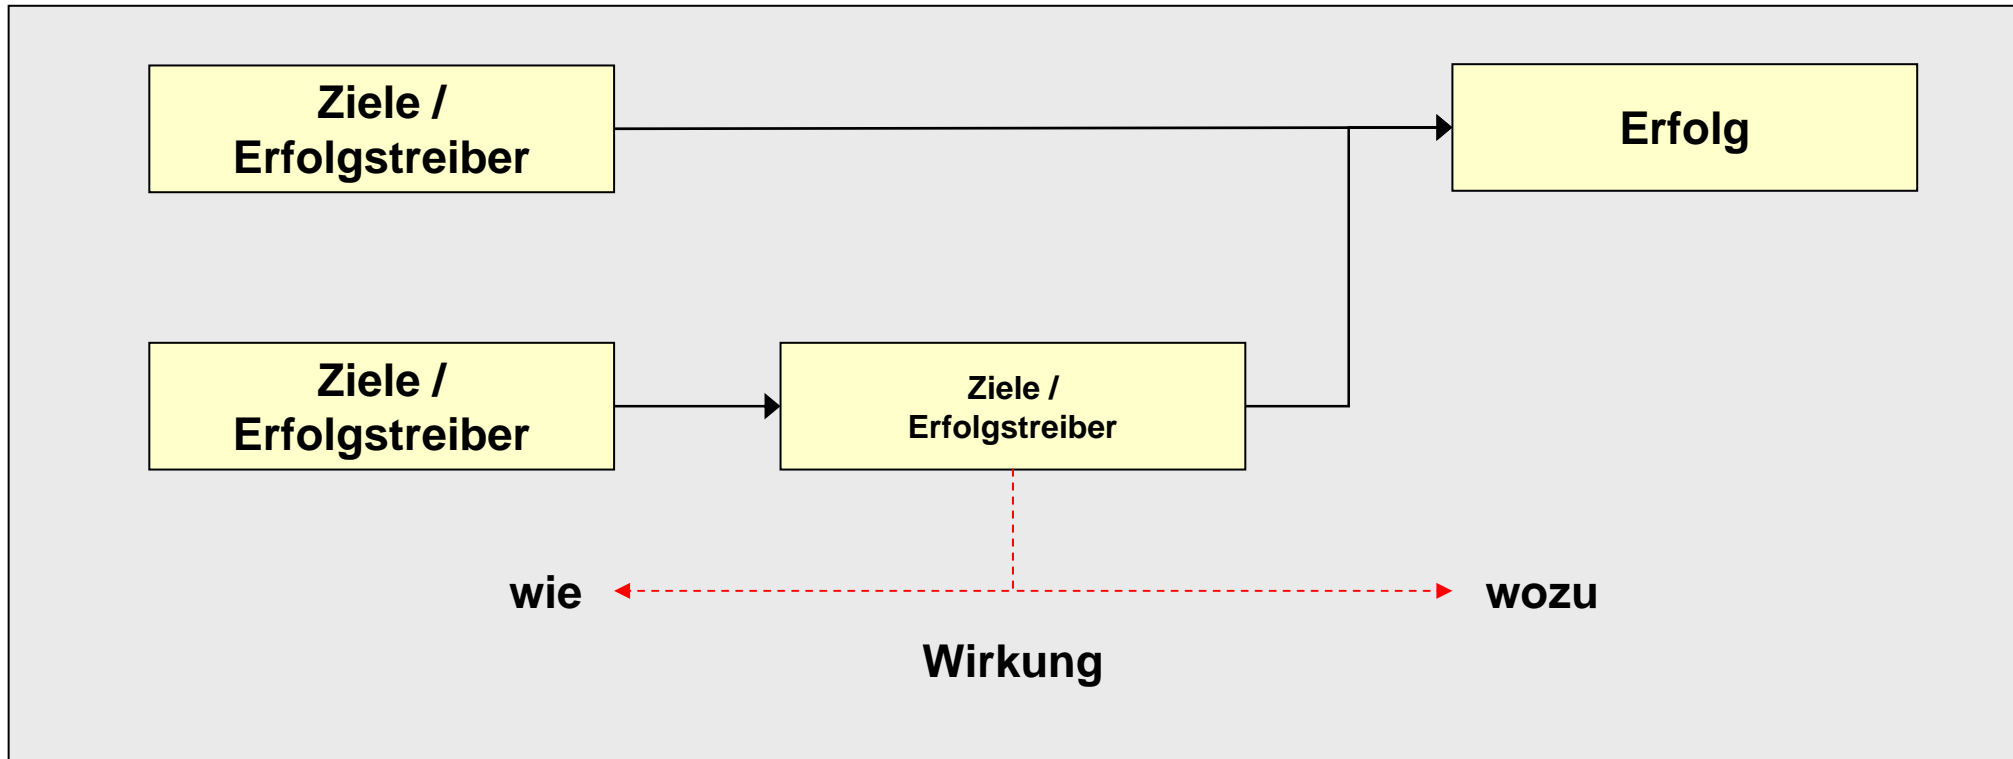 Ziele /
Erfolgstreiber
Erfolg
Ziele /
Erfolgstreiber
Ziele /
Erfolgstreiber
wie
wozu
Wirkung